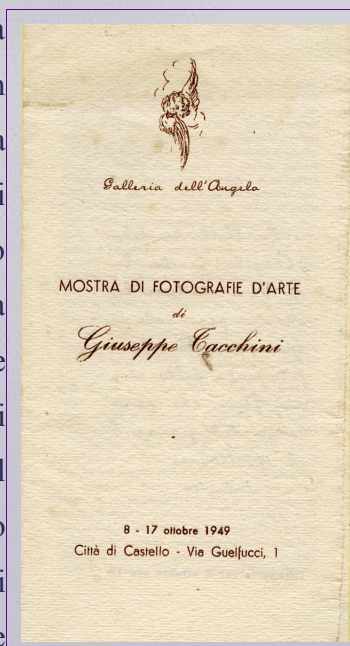 Galleria dell'Angelo
MOSTRA DI FOTOGRAFIE D'ARTE
di
Giuseppe Tacchini
8 - 17 ottobre 1949
Città di Castello - Via Guelfucci, 1